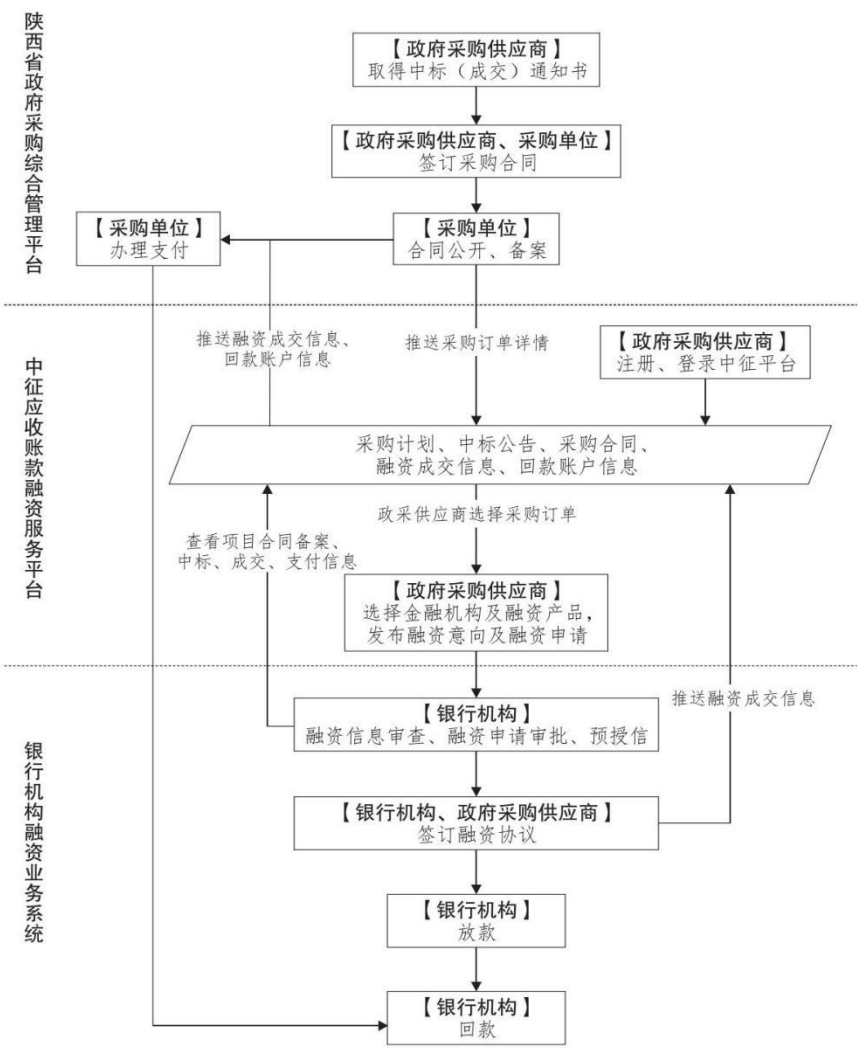 陕西省政府采购综合管理平台
【政府采购供应商】
取得中标（成交）通知书
【政府采购供应商、采购单位】
签订采购合同
【采购单位】
办理支付
【采购单位】
合同公开、备案
中征应收账款融资服务平台
推送融资成交信息、
回款账户信息
推送采购订单详情
【政府采购供应商】
注册、登录中征平台
采购计划、中标公告、采购合同、
融资成交信息、回款账户信息
政采供应商选择采购订单
查看项目合同备案、
中标、成交、支付信息
【政府采购供应商】
选择金融机构及融资产品，
发布融资意向及融资申请
银行机构融资业务系统
推送融资成交信息
【银行机构】
融资信息审查、融资申请审批、预授信
【银行机构、政府采购供应商】
签订融资协议
【银行机构】
放款
【银行机构】
回款